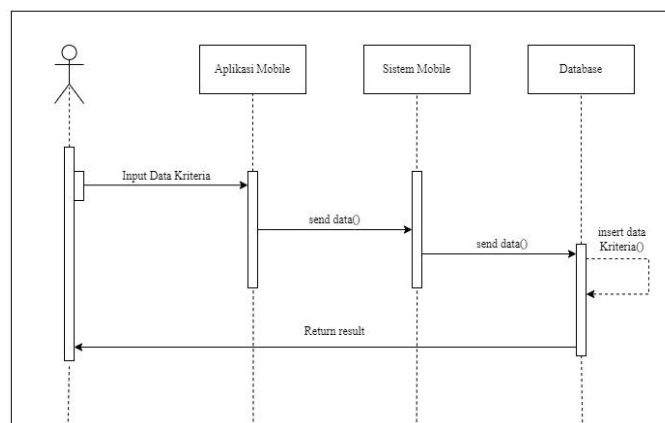 Aplikasi Mobile
Sistem Mobile
Database
Input Data Kriteria
send data()
send data()
insert data
Kriteria()
Return result